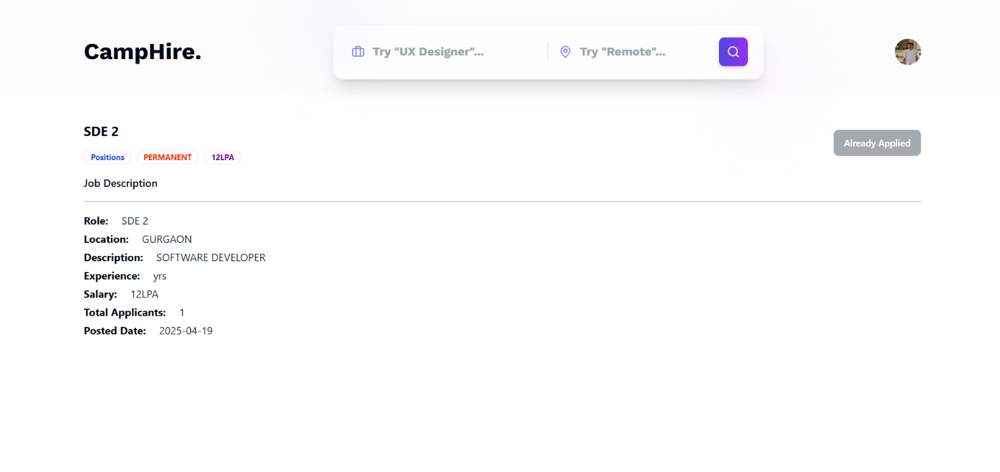 CampHire.
Try "UX Designer"...
Try "Remote"...
SDE 2
Already Applied
Positions PERMANENT 12LPA
Job Description
Role: SDE 2
Location: GURGAON
Description: SOFTWARE DEVELOPER
Experience: yrs
Salary: 12LPA
Total Applicants: 1
Posted Date: 2025-04-19